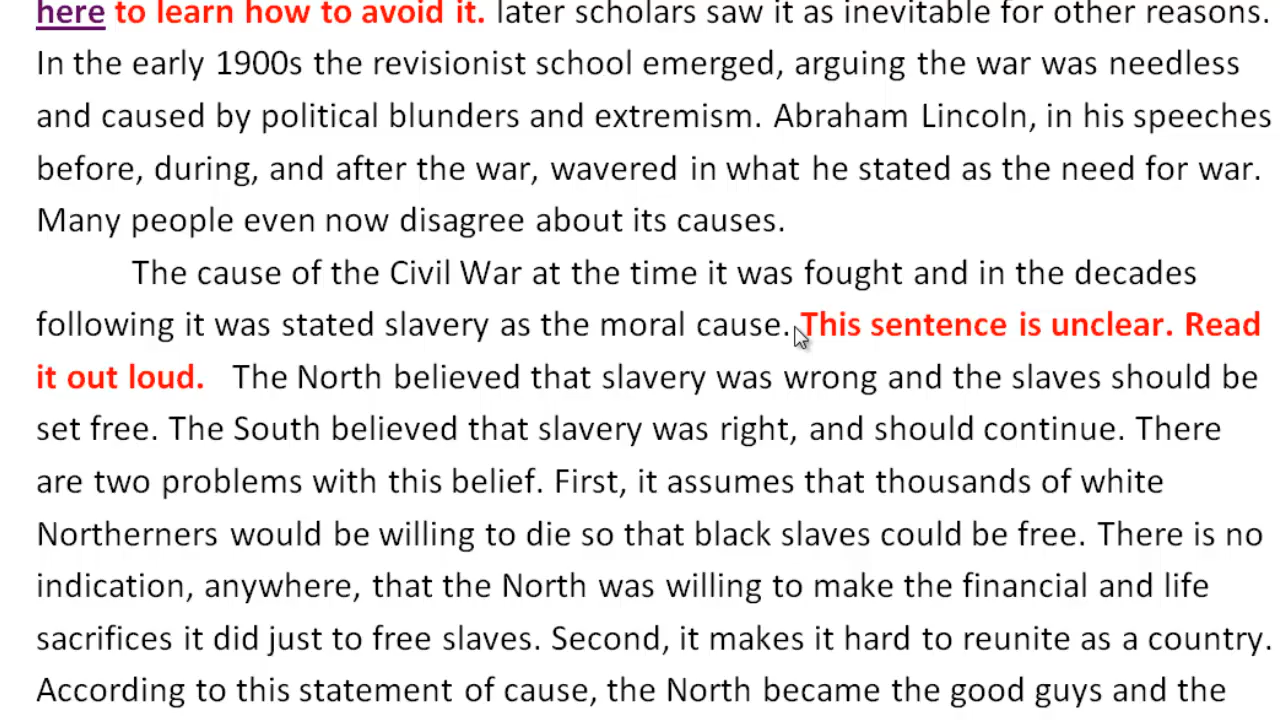 here to learn how to avoid it. later scholars saw it as inevitable for other reasons.
In the early 1900s the revisionist school emerged, arguing the war was needless
and caused by political blunders and extremism. Abraham Lincoln, in his speeches
before, during, and after the war, wavered in what he stated as the need for war.
Many people even now disagree about its causes.
The cause of the Civil War at the time it was fought and in the decades
following it was stated slavery as the moral cause. This sentence is unclear. Read
it out loud. The North believed that slavery was wrong and the slaves should be
set free. The South believed that slavery was right, and should continue. There
are two problems with this belief. First, it assumes that thousands of white
Northerners would be willing to die so that black slaves could be free. There is no
indication, anywhere, that the North was willing to make the financial and life
sacrifices it did just to free slaves. Second, it makes it hard to reunite as a country.
According to this statement of cause, the North became the good guys and the